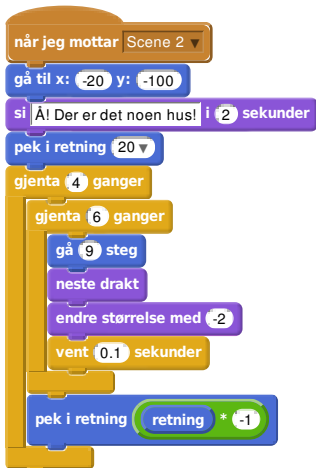 når jeg mottar Scene 2
gå til x: -20 y: -100
si Å! Der er det noen hus! i 2 sekunder
pek i retning 20
gjenta 4 ganger
gjenta 6 ganger
gå 9 steg
neste drakt
endre størrelse med -2
vent 0.1 sekunder
pek i retning retning * -1